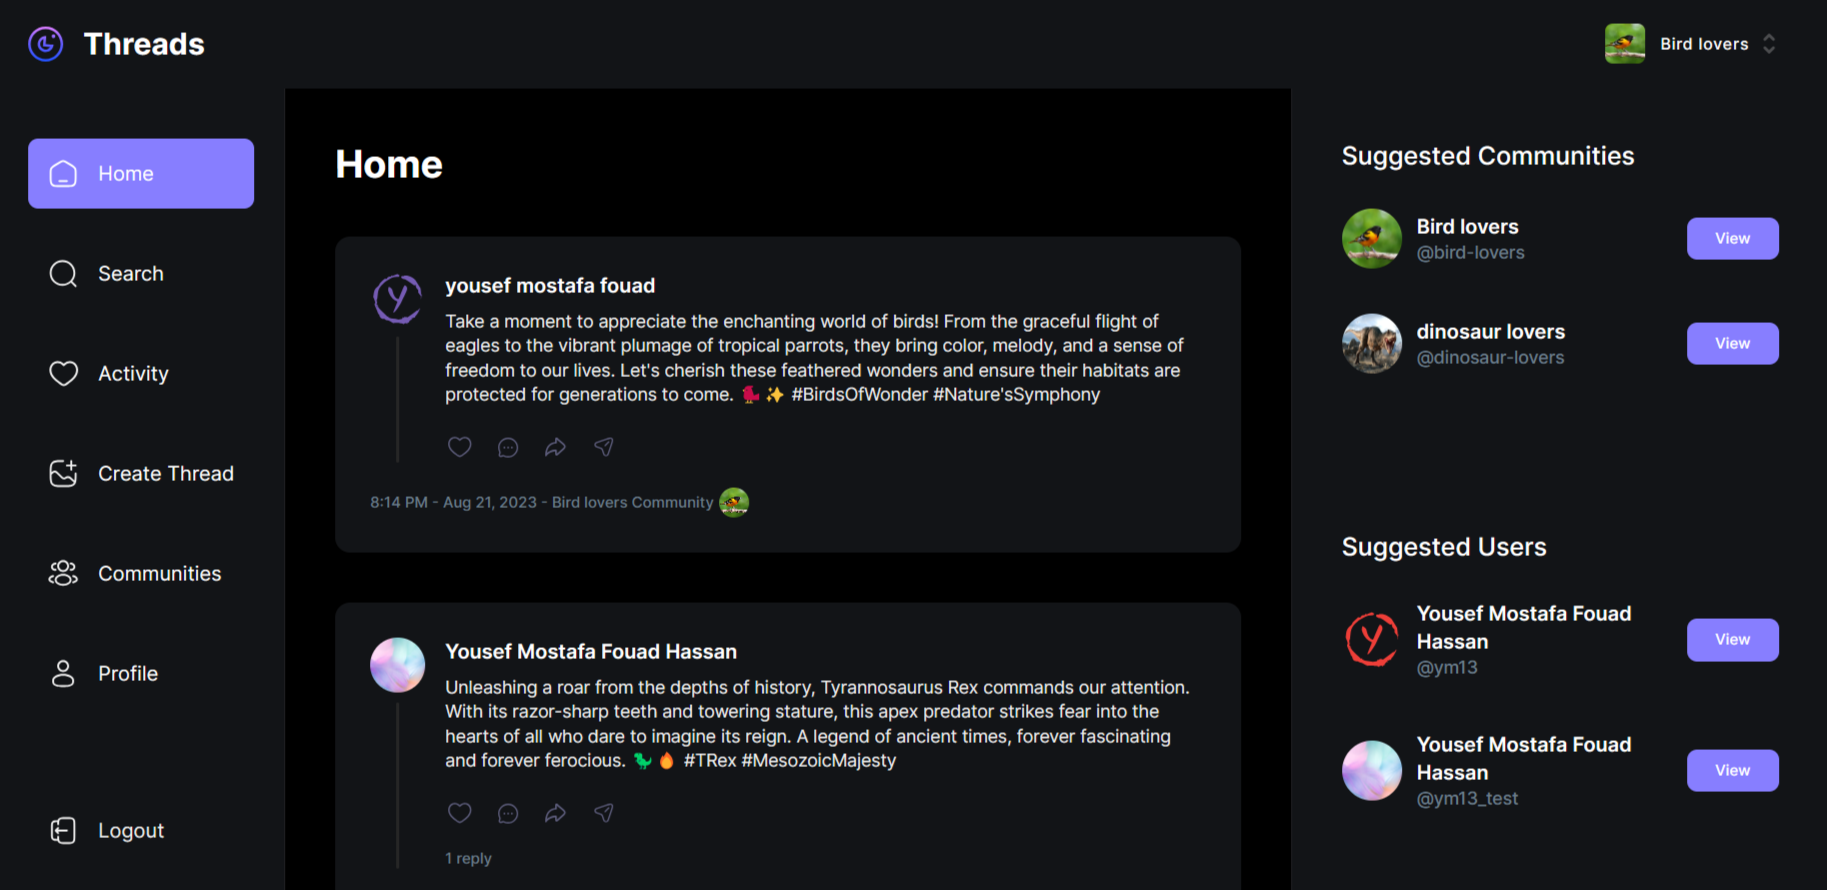 Threads
Bird lovers
Home
Search
Activity
Create Thread
Communities
Profile
Logout
Home
yousef mostafa fouad
Take a moment to appreciate the enchanting world of birds! From the graceful flight of
eagles to the vibrant plumage of tropical parrots, they bring color, melody, and a sense of
freedom to our lives. Let's cherish these feathered wonders and ensure their habitats are
protected for generations to come. 🐦✨ #BirdsOfWonder #Nature'sSymphony
8:14 PM - Aug 21, 2023 - Bird lovers Community
Yousef Mostafa Fouad Hassan
Unleashing a roar from the depths of history, Tyrannosaurus Rex commands our attention.
With its razor-sharp teeth and towering stature, this apex predator strikes fear into the
hearts of all who dare to imagine its reign. A legend of ancient times, forever fascinating
and forever ferocious. 🦖🔥 #TRex #MesozoicMajesty
1 reply
Suggested Communities
Bird lovers
@bird-lovers
View
dinosaur lovers
@dinosaur-lovers
View
Suggested Users
Yousef Mostafa Fouad
Hassan
@ym13
View
Yousef Mostafa Fouad
Hassan
@ym13_test
View